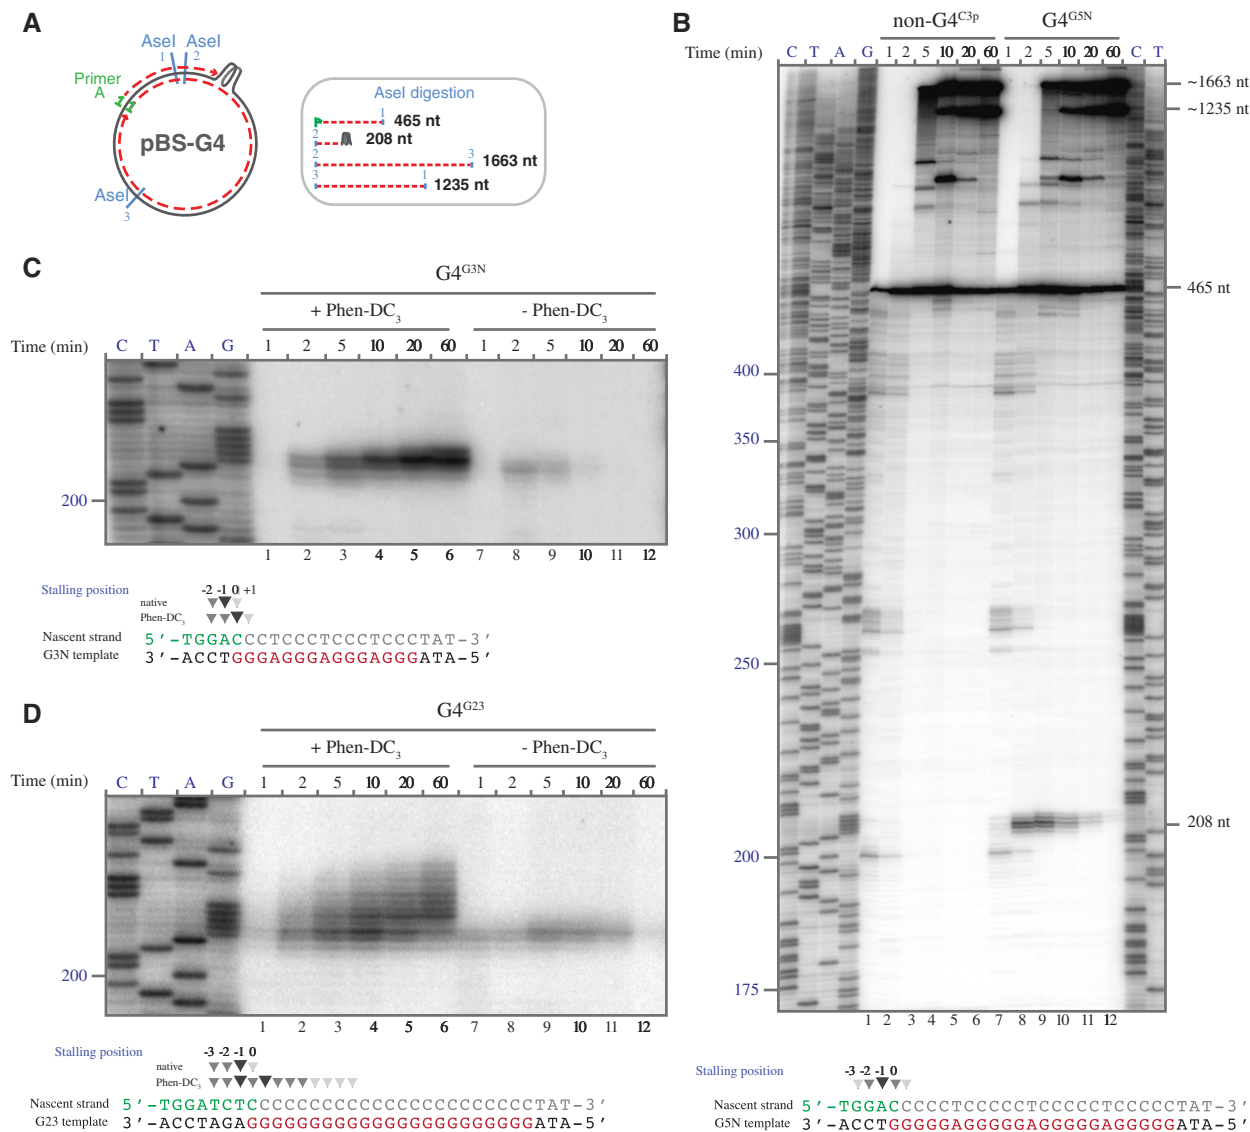 A
AseI AseI
1 2
Primer
A
pBS-G4
AseI
3
AseI digestion
1
465 nt
2
208 nt
2 3
1663 nt
3 1
1235 nt
B
non-G4C3p G4G5N
Time (min) C T A G 1 2 5 10 20 60 1 2 5 10 20 60 C T
~1663 nt
~1235 nt
465 nt
400
350
300
250
208 nt
200
175
1 2 3 4 5 6 7 8 9 10 11 12
Stalling position -3 -2 -1 0
Nascent strand 5'-TGGACCCCCTCCCCCTCCCCCTCCCCCTAT-3'
G5N template 3'-ACCTGGGGGAGGGGGAGGGGGAGGGGGATA-5'
C
G4G3N
+ Phen-DC3 - Phen-DC3
Time (min) C T A G 1 2 5 10 20 60 1 2 5 10 20 60
200
1 2 3 4 5 6 7 8 9 10 11 12
Stalling position -2 -1 0 +1
native
Phen-DC3
Nascent strand 5'-TGGACCCTCCCTCCCTCCCTAT-3'
G3N template 3'-ACCTGGGAGGGAGGGAGGGATA-5'
D
G4G23
+ Phen-DC3 - Phen-DC3
Time (min) C T A G 1 2 5 10 20 60 1 2 5 10 20 60
200
1 2 3 4 5 6 7 8 9 10 11 12
Stalling position -3 -2 -1 0
native
Phen-DC3
Nascent strand 5'-TGGATCTCCCCCCCCCCCCCCCCCCCCCCTAT-3'
G23 template 3'-ACCTAGAGGGGGGGGGGGGGGGGGGGGGGGATA-5'